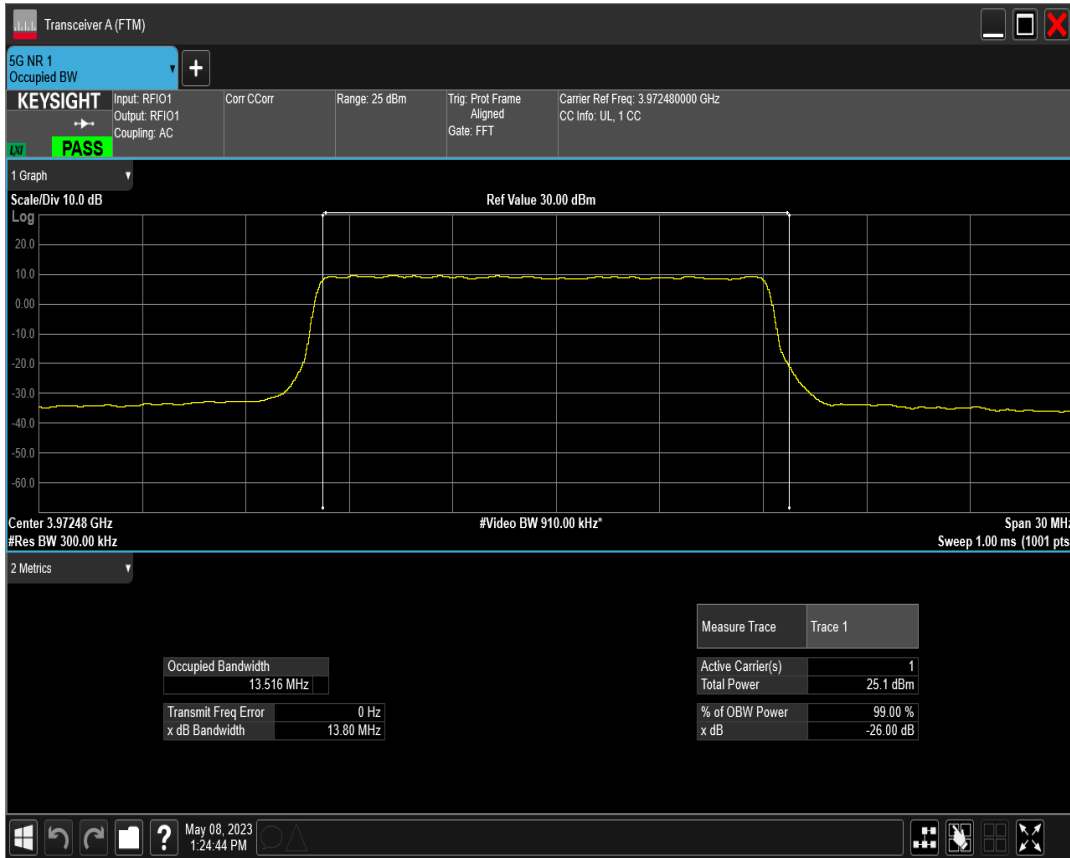 Transceiver A (FTM)
5G NR 1
Occupied BW
+
KEYSIGHT
LXI
PASS
Input: RFIO1
Output: RFIO1
Coupling: AC
Corr CCorr
Range: 25 dBm
Trig: Prot Frame
Aligned
Gate: FFT
Carrier Ref Freq: 3.972480000 GHz
CC Info: UL, 1 CC
1 Graph
Scale/Div 10.0 dB
Ref Value 30.00 dBm
Log
20.0
10.0
0.00
-10.0
-20.0
-30.0
-40.0
-50.0
-60.0
Center 3.97248 GHz
#Video BW 910.00 kHz*
Span 30 MHz
#Res BW 300.00 kHz
Sweep 1.00 ms (1001 pts
2 Metrics
Measure Trace Trace 1
Occupied Bandwidth
13.516 MHz
Active Carrier(s) 1
Total Power 25.1 dBm
Transmit Freq Error 0 Hz
x dB Bandwidth 13.80 MHz
% of OBW Power 99.00 %
x dB -26.00 dB
?
May 08, 2023
1:24:44 PM